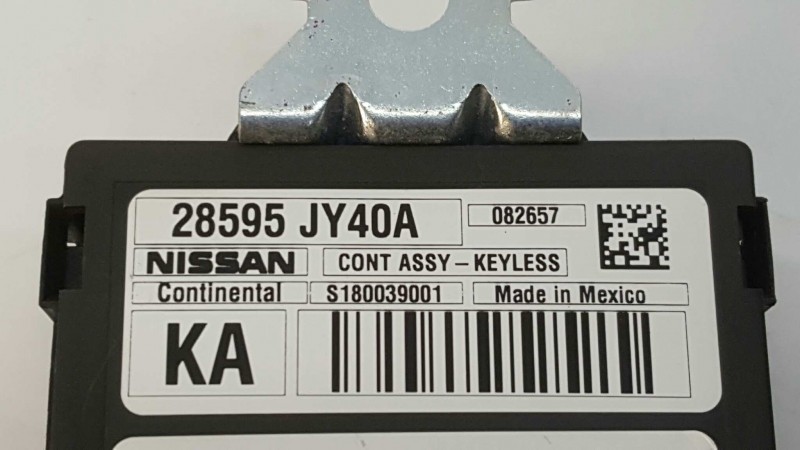 28595 JY40A 082657
NISSAN CONT ASSY – KEYLESS
Continental S180039001 Made in Mexico
KA